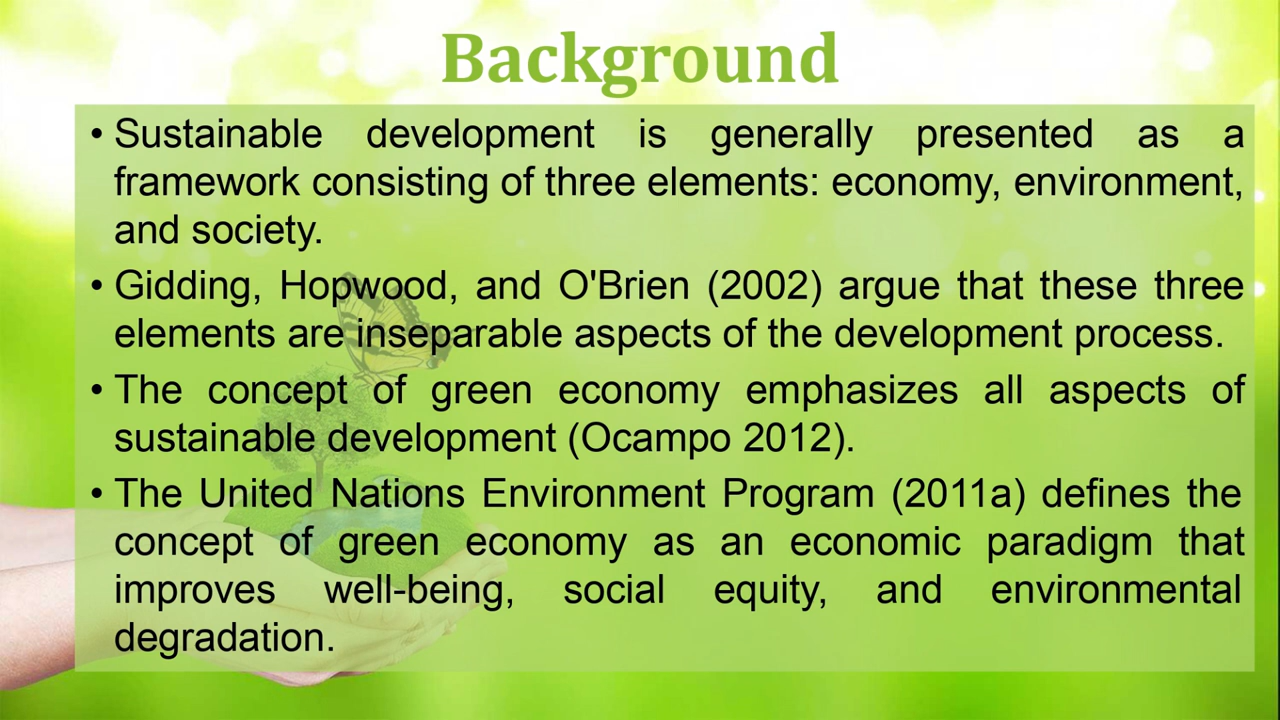 Background
• Sustainable development is generally presented as a
framework consisting of three elements: economy, environment,
and society.
• Gidding, Hopwood, and O'Brien (2002) argue that these three
elements are inseparable aspects of the development process.
• The concept of green economy emphasizes all aspects of
sustainable development (Ocampo 2012).
• The United Nations Environment Program (2011a) defines the
concept of green economy as an economic paradigm that
improves well-being, social equity, and environmental
degradation.